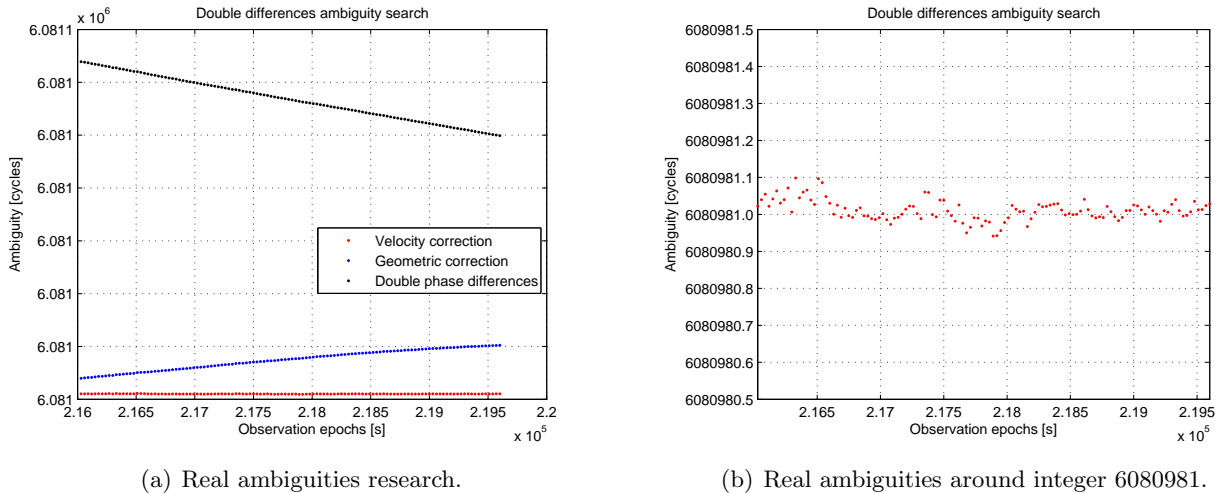 Double differences ambiguity search
x 10^6
6.0811
6.081
6.081
6.081
6.081
6.081
6.081
6.081
Ambiguity [cycles]
Velocity correction
Geometric correction
Double phase differences
2.16 2.165 2.17 2.175 2.18 2.185 2.19 2.195 2.2
Observation epochs [s]
x 10^5
(a) Real ambiguities research.
Double differences ambiguity search
6080981.5
6080981.4
6080981.3
6080981.2
6080981.1
6080981.0
6080980.9
6080980.8
6080980.7
6080980.6
6080980.5
Ambiguity [cycles]
2.165 2.17 2.175 2.18 2.185 2.19 2.195
Observation epochs [s]
x 10^5
(b) Real ambiguities around integer 6080981.